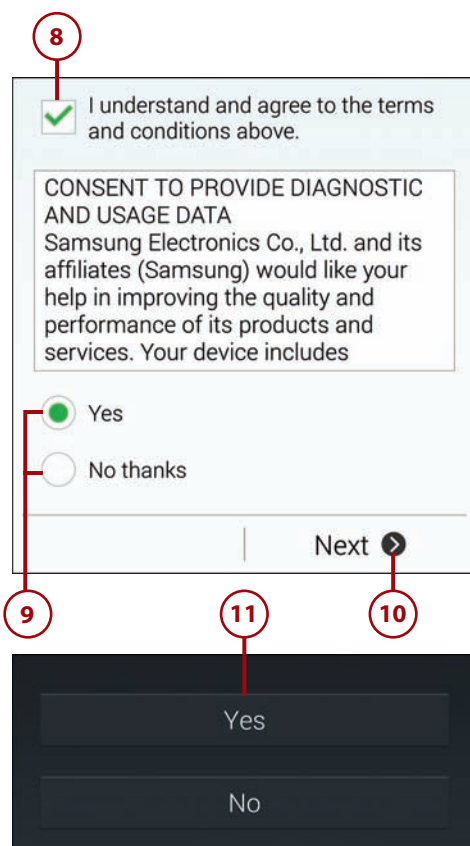 8
I understand and agree to the terms
and conditions above.
CONSENT TO PROVIDE DIAGNOSTIC
AND USAGE DATA
Samsung Electronics Co., Ltd. and its
affiliates (Samsung) would like your
help in improving the quality and
performance of its products and
services. Your device includes
Yes
No thanks
Next
9
11
10
Yes
No